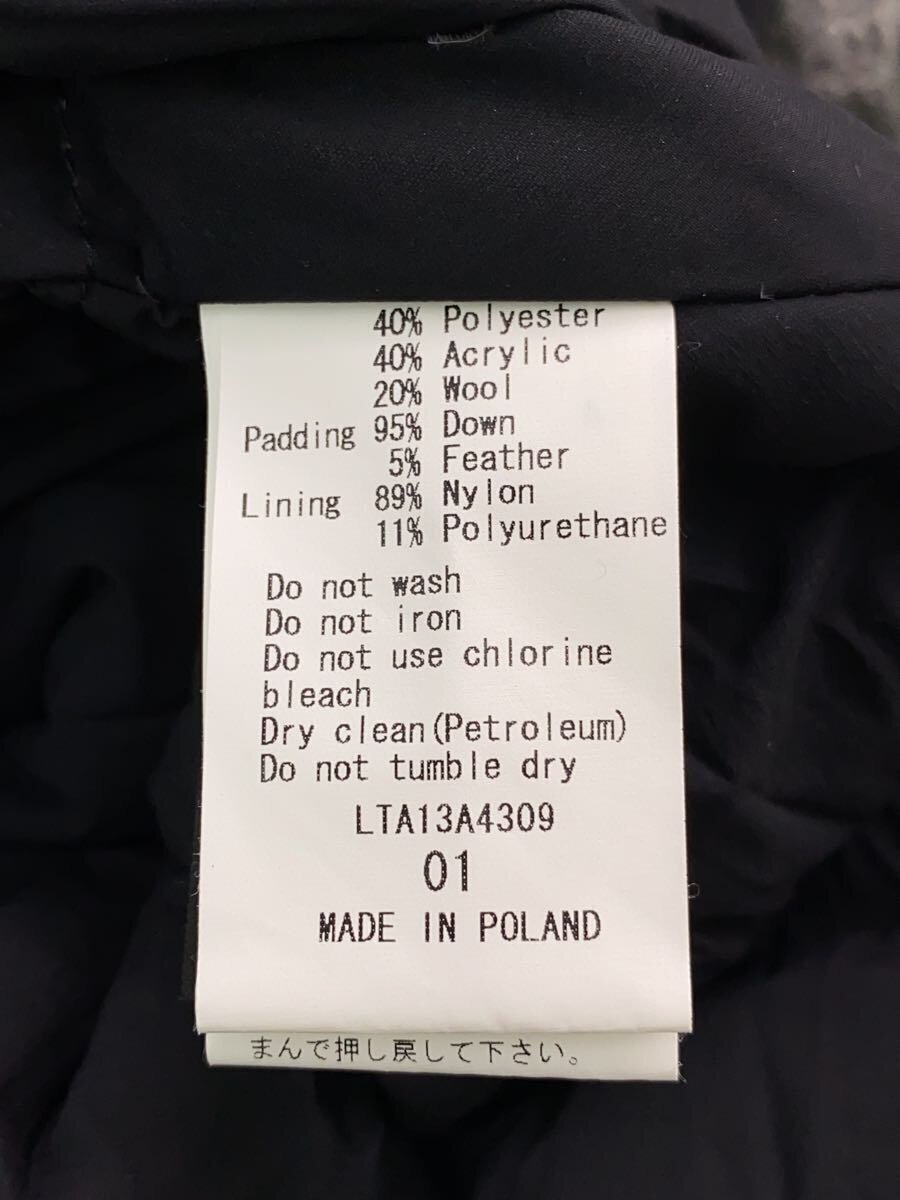 40% Polyester
40% Acrylic
20% Wool
Padding 95% Down
5% Feather
Lining 89% Nylon
11% Polyurethane
Do not wash
Do not iron
Do not use chlorine
bleach
Dry clean(Petroleum)
Do not tumble dry
LTA13A4309
01
MADE IN POLAND
まんで押し戻して下さい。